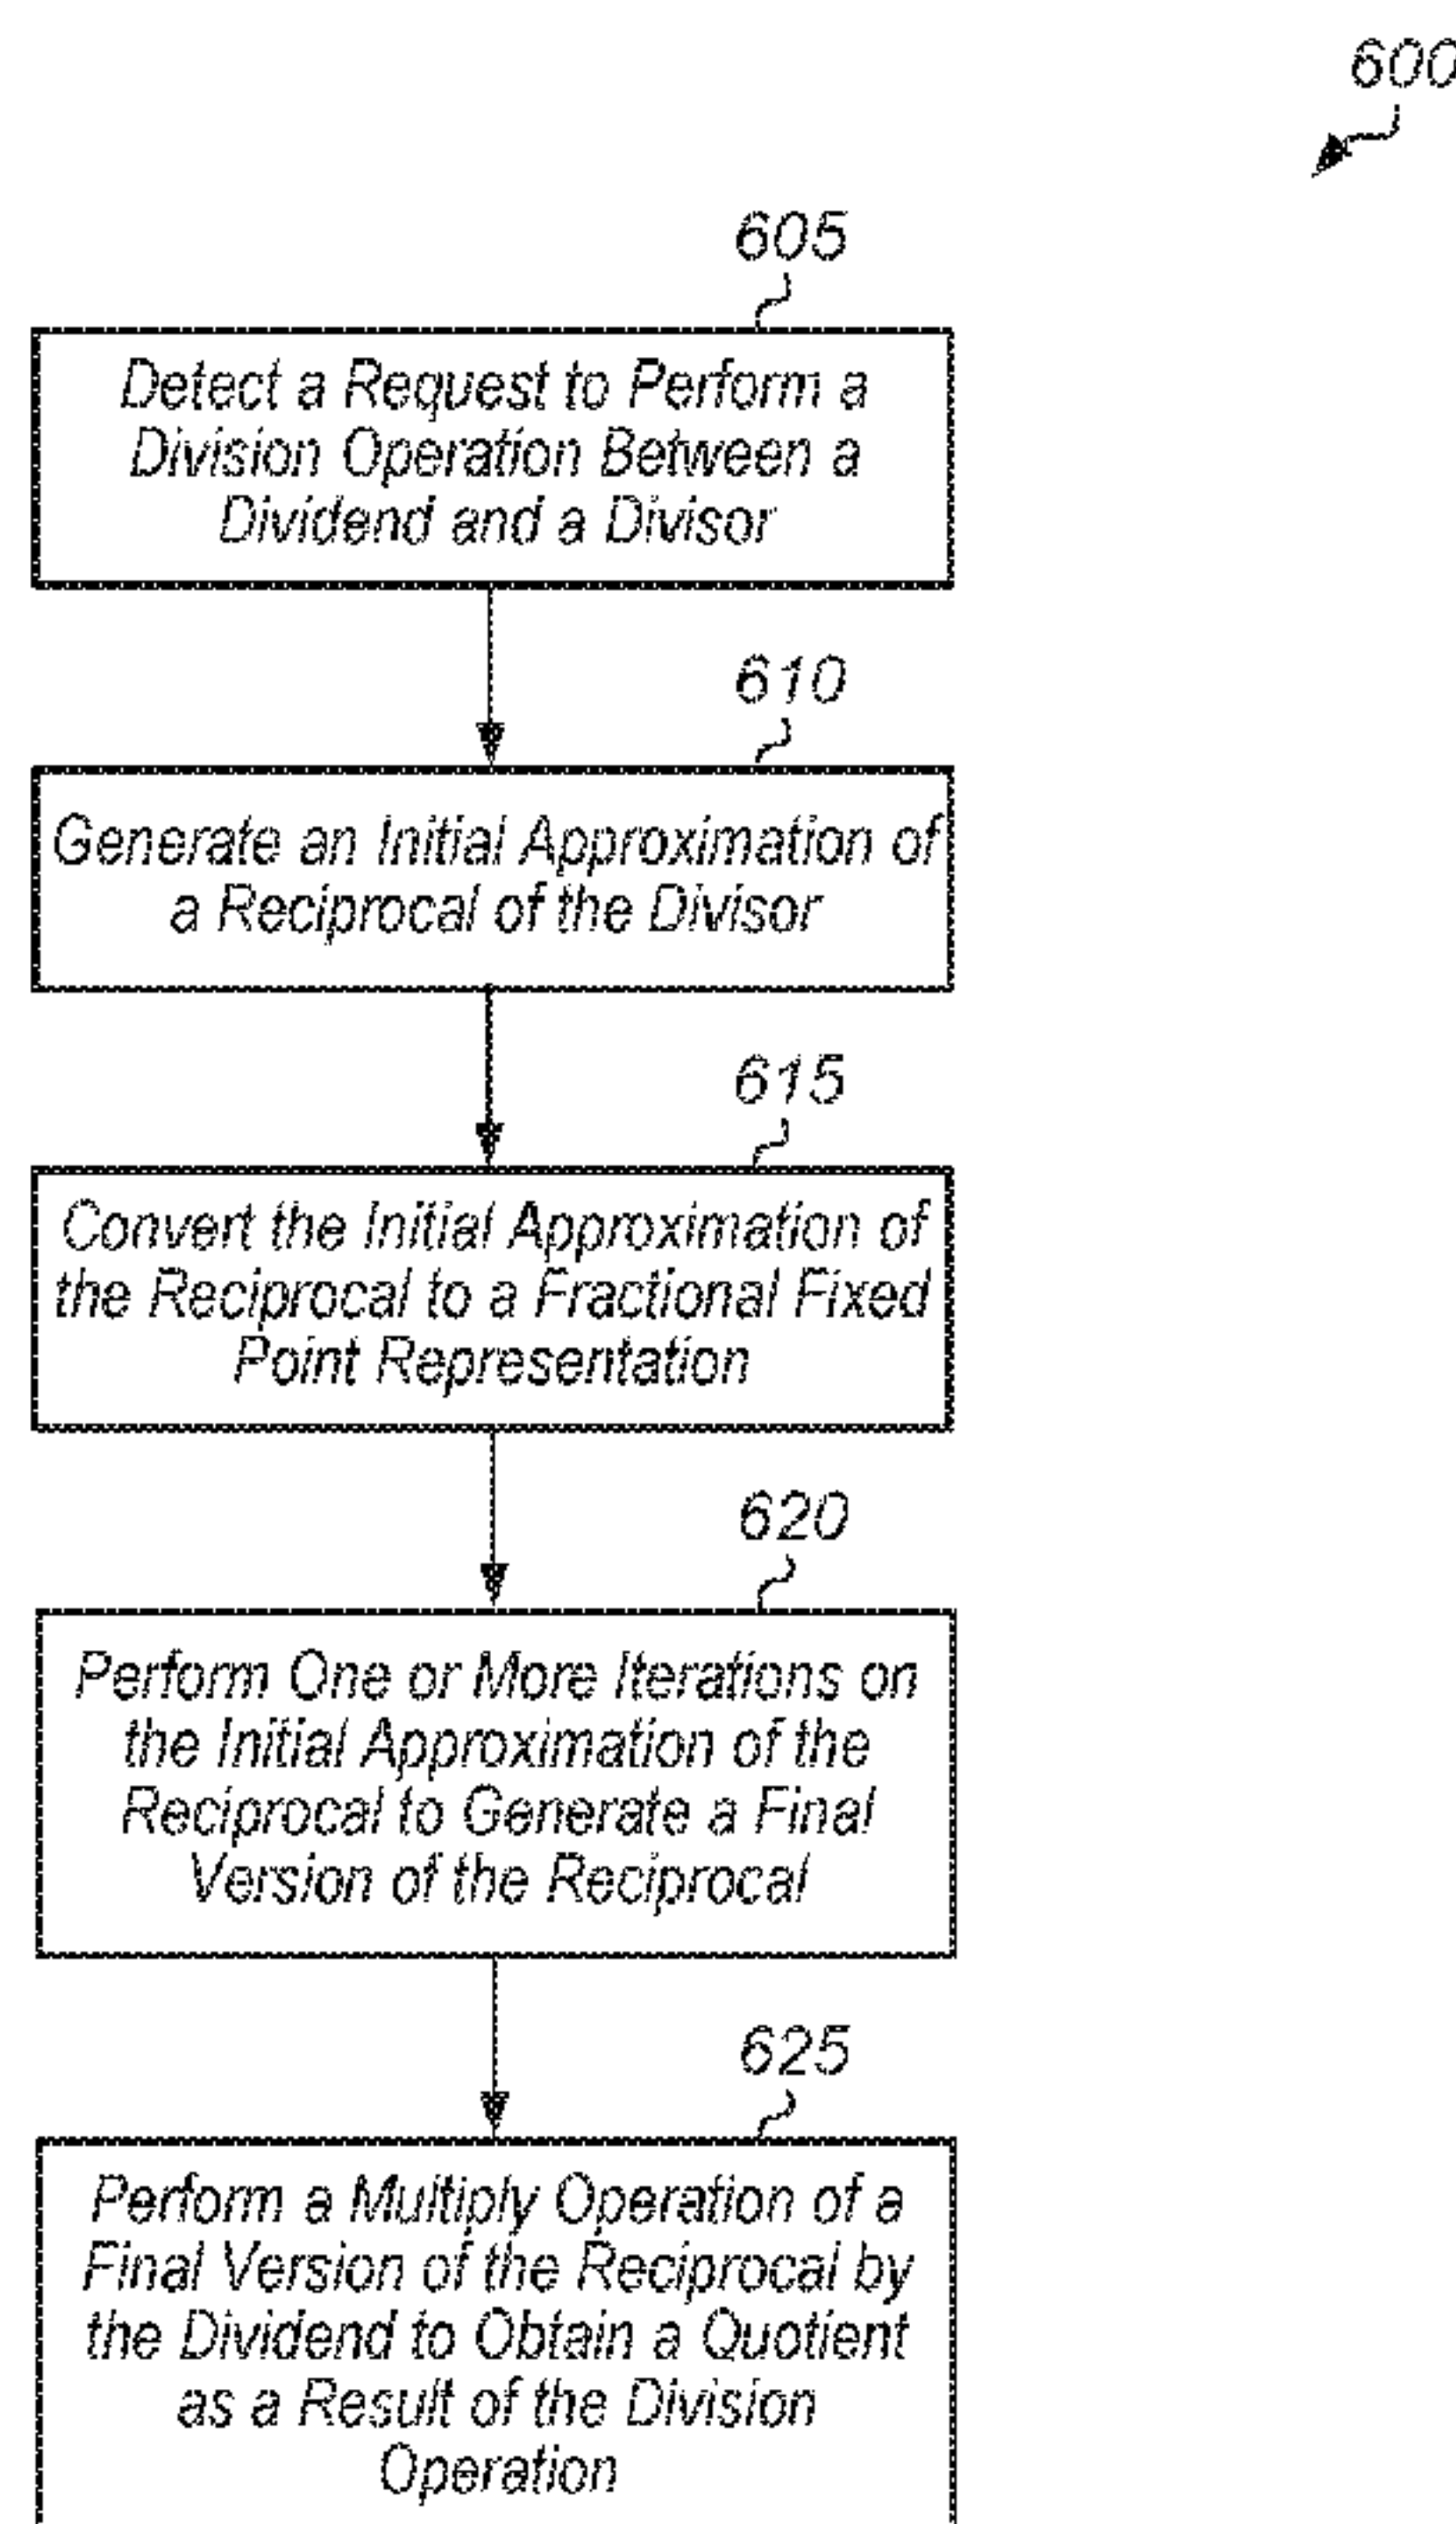 600
605
Detect a Request to Perform a
Division Operation Between a
Dividend and a Divisor
610
Generate an Initial Approximation of
a Reciprocal of the Divisor
615
Convert the Initial Approximation of
the Reciprocal to a Fractional Fixed
Point Representation
620
Perform One or More Iterations on
the Initial Approximation of the
Reciprocal to Generate a Final
Version of the Reciprocal
625
Perform a Multiply Operation of a
Final Version of the Reciprocal by
the Dividend to Obtain a Quotient
as a Result of the Division
Operation